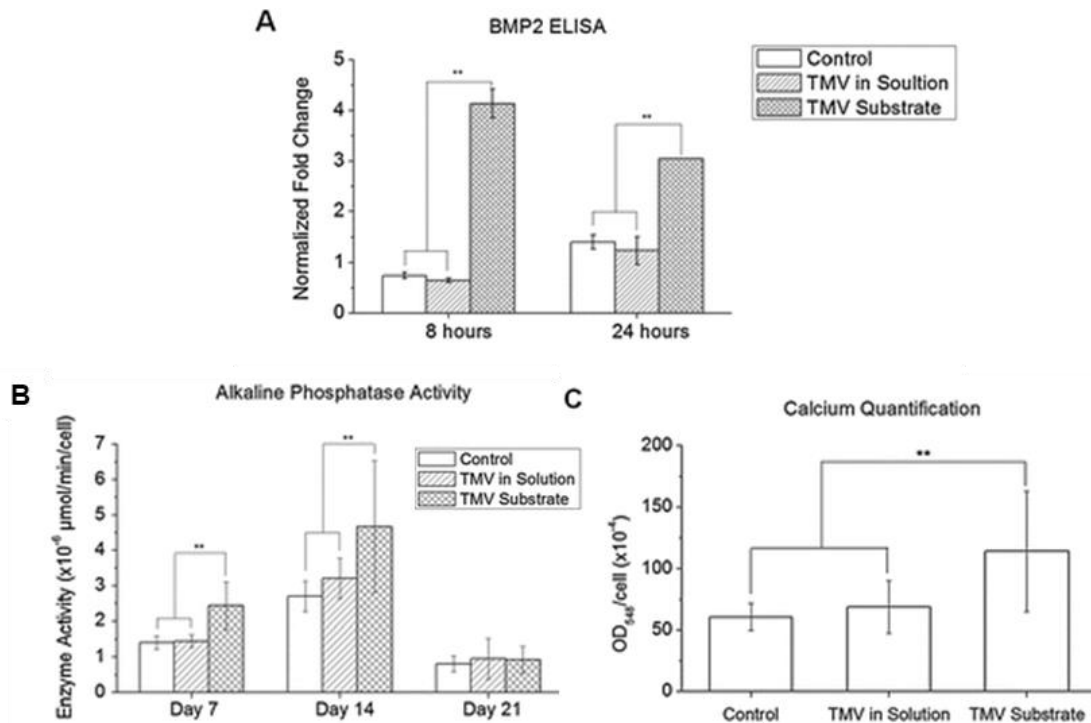 A
BMP2 ELISA
Normalized Fold Change
5
4
3
2
1
0
**
**
8 hours
24 hours
Control
TMV in Soultion
TMV Substrate
B
Alkaline Phosphatase Activity
Enzyme Activity (x10⁻⁶ μmol/min/cell)
7
6
5
4
3
2
1
0
**
**
Day 7
Day 14
Day 21
Control
TMV in Solution
TMV Substrate
C
Calcium Quantification
OD₅₄₈/cell (x10⁻⁴)
200
150
100
50
0
**
Control
TMV in Solution
TMV Substrate